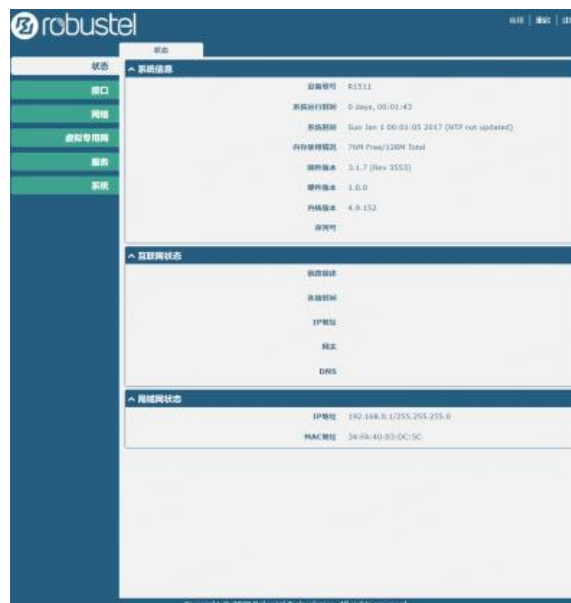 robustel
应用 | 重启 |
状态
状态
接口
网络
虚拟专用网
服务
系统
^ 系统信息
设备型号 R1511
系统运行时间 0 days, 00:01:43
系统时间 Sun Jan 1 00:01:05 2017 (NTP not updated)
内存使用情况 76M Free/128M Total
固件版本 3.1.7 (Rev 3553)
硬件版本 1.0.0
内核版本 4.9.152
序列号
^ 互联网状态
链路描述
连接时间
IP地址
网关
DNS
^ 局域网状态
IP地址 192.168.0.1/255.255.255.0
MAC地址